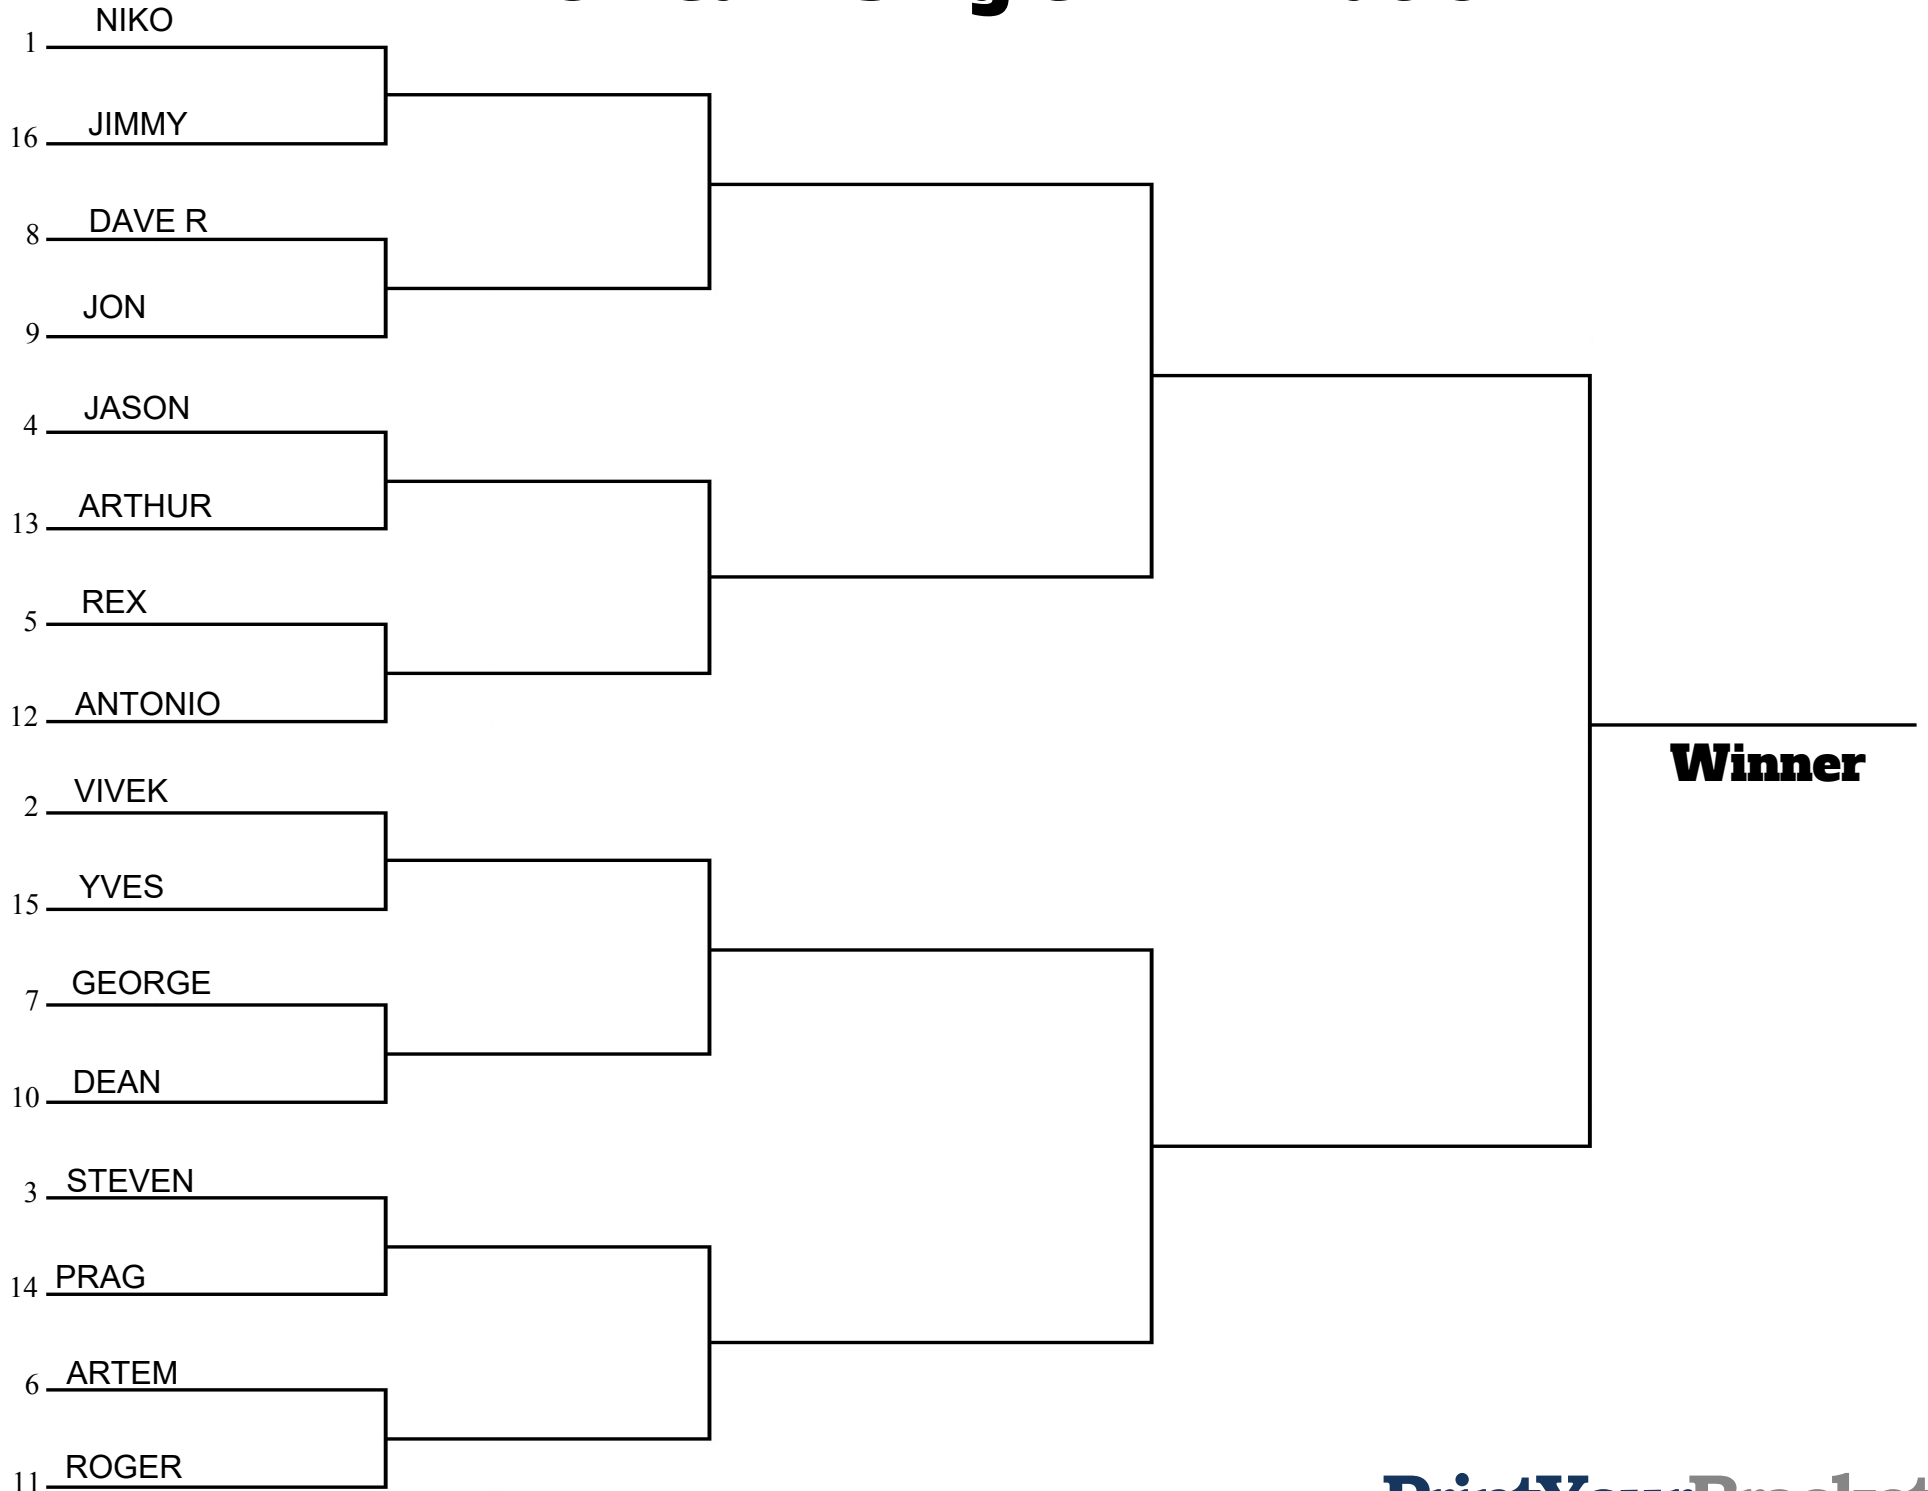 NIKO
1
JIMMY
16
DAVE R
8
JON
9
JASON
4
ARTHUR
13
REX
5
ANTONIO
12
VIVEK
2
Winner
YVES
15
GEORGE
7
DEAN
10
STEVEN
3
PRAG
14
ARTEM
6
ROGER
11
PrintYourBracket